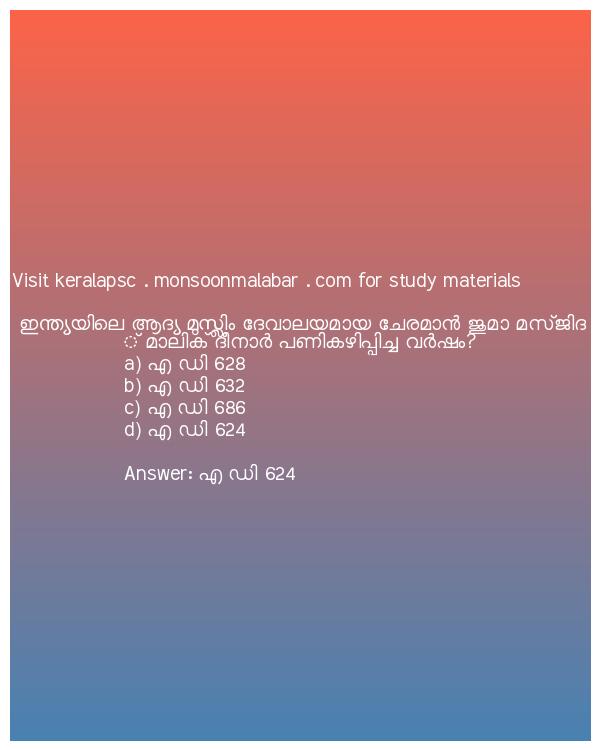 Visit keralapsc . monsoonmalabar . com for study materials
ഇന്ത്യയിലെ ആദ്യ മുസ്ലിം ദേവാലയമായ ചേരമാൻ ജുമാ മസ്ജിദ
് മാലിക് ദീനാർ പണികഴിപ്പിച്ച വർഷം?
a) എ ഡി 628
b) എ ഡി 632
c) എ ഡി 686
d) എ ഡി 624
Answer: എ ഡി 624